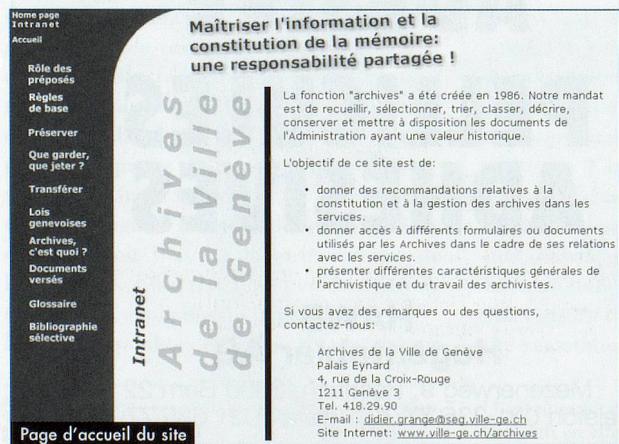 Home page
Intranet
Accueil
Rôle des
préposés
Règles
de base
Préserver
Que garder,
que jeter ?
Transférer
Lois
genevoises
Archives,
c'est quoi ?
Documents
versés
Glossaire
Bibliographie
sélective
Page d'accueil du site
Intranet
Archives
de la Ville
de Genève
Maîtriser l'information et la
constitution de la mémoire:
une responsabilité partagée !
La fonction "archives" a été créée en 1986. Notre mandat
est de recueillir, sélectionner, trier, classer, décrire,
conserver et mettre à disposition les documents de
l'Administration ayant une valeur historique.
L'objectif de ce site est de:
• donner des recommandations relatives à la
constitution et à la gestion des archives dans les
services.
• donner accès à différents formulaires ou documents
utilisés par les Archives dans le cadre de ses relations
avec les services.
• présenter différentes caractéristiques générales de
l'archivistique et du travail des archivistes.
Si vous avez des remarques ou des questions,
contactez-nous:
Archives de la Ville de Genève
Palais Eynard
4, rue de la Croix-Rouge
1211 Genève 3
Tel. 418.29.90
E-mail : didier.grange@seg.ville-ge.ch
Site Internet: www.ville-ge.ch/archives